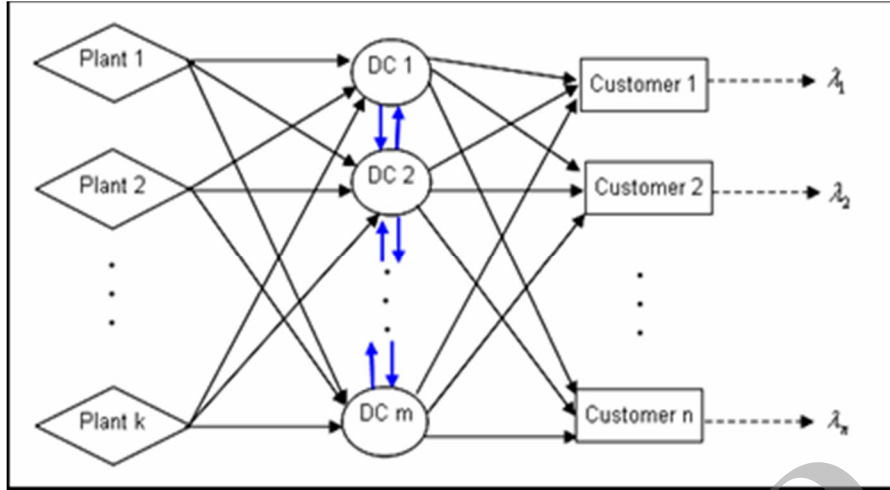 Plant 1
DC 1
Customer 1
λ1
Plant 2
DC 2
Customer 2
λ2
Plant k
DC m
Customer n
λn